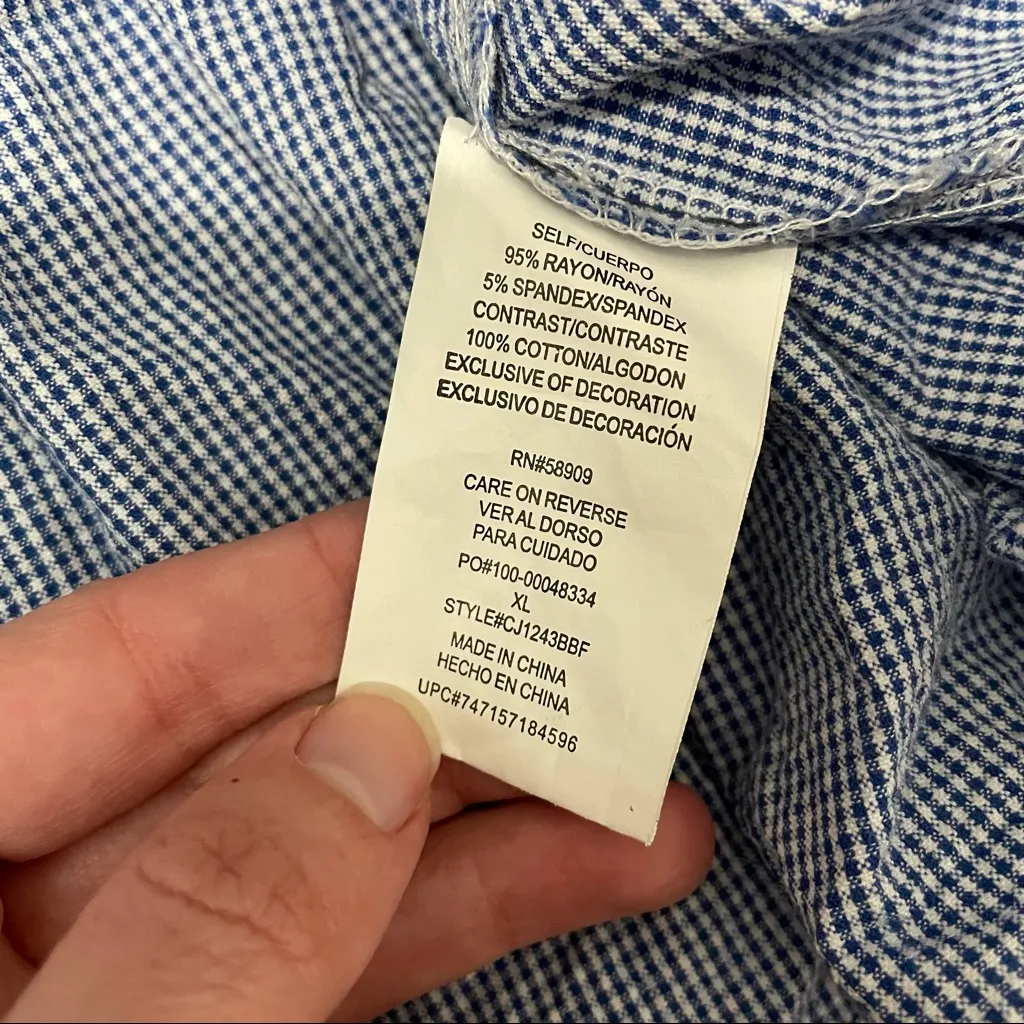 SELF/CUERPO
95% RAYON/RAYÓN
5% SPANDEX/SPANDEX
CONTRAST/CONTRASTE
100% COTTON/ALGODON
EXCLUSIVE OF DECORATION
EXCLUSIVO DE DECORACIÓN
RN#58909
CARE ON REVERSE
VER AL DORSO
PARA CUIDADO
PO#100-00048334
XL
STYLE#CJ1243BBF
MADE IN CHINA
HECHO EN CHINA
UPC#747157184596